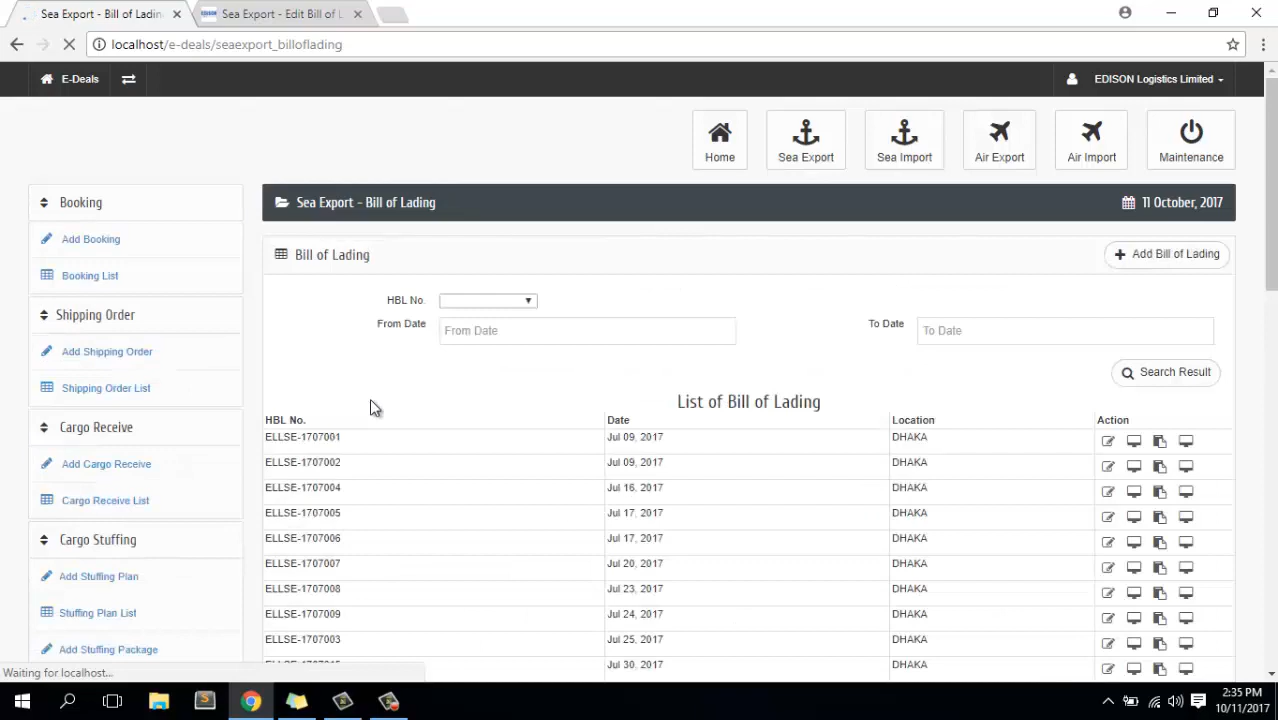 Sea Export - Bill of Ladin
Sea Export - Edit Bill of L
localhost/e-deals/seaexport_billoflading
E-Deals
EDISON Logistics Limited
Home
Sea Export
Sea Import
Air Export
Air Import
Maintenance
Booking
Add Booking
Booking List
Shipping Order
Add Shipping Order
Shipping Order List
Cargo Receive
Add Cargo Receive
Cargo Receive List
Cargo Stuffing
Add Stuffing Plan
Stuffing Plan List
Add Stuffing Package
Sea Export - Bill of Lading
11 October, 2017
Bill of Lading
Add Bill of Lading
HBL No.
From Date From Date
To Date To Date
Search Result
List of Bill of Lading
HBL No. Date Location Action
ELLSE-1707001 Jul 09, 2017 DHAKA
ELLSE-1707002 Jul 09, 2017 DHAKA
ELLSE-1707004 Jul 16, 2017 DHAKA
ELLSE-1707005 Jul 17, 2017 DHAKA
ELLSE-1707006 Jul 17, 2017 DHAKA
ELLSE-1707007 Jul 20, 2017 DHAKA
ELLSE-1707008 Jul 23, 2017 DHAKA
ELLSE-1707009 Jul 24, 2017 DHAKA
ELLSE-1707003 Jul 25, 2017 DHAKA
Jul 30, 2017 DHAKA
Waiting for localhost...
2:35 PM
10/11/2017